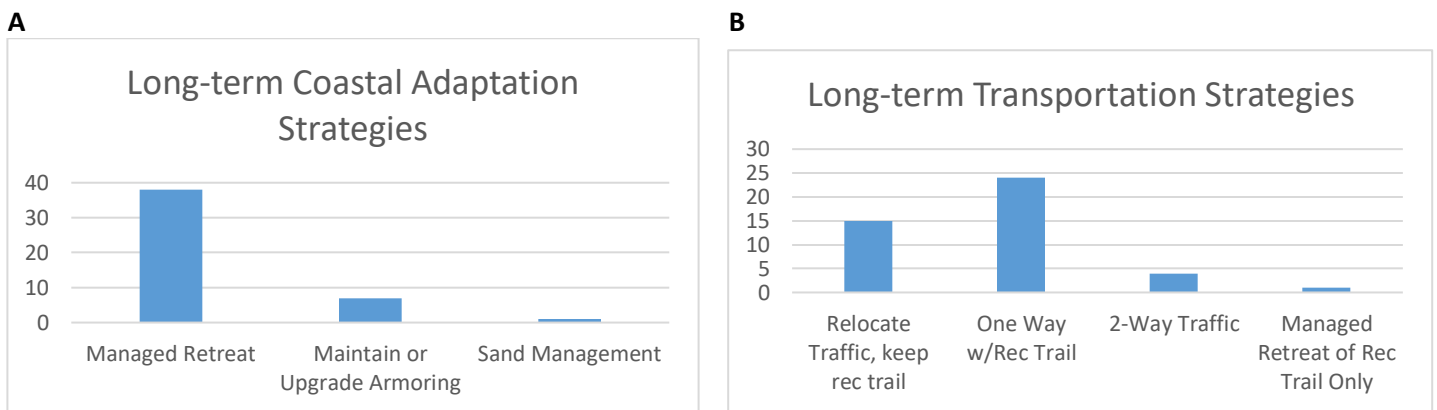 A
Long-term Coastal Adaptation
Strategies
40
30
20
10
0
Managed Retreat
Maintain or
Upgrade Armoring
Sand Management
B
Long-term Transportation Strategies
30
25
20
15
10
5
0
Relocate
Traffic, keep
rec trail
One Way
w/Rec Trail
2-Way Traffic
Managed
Retreat of Rec
Trail Only